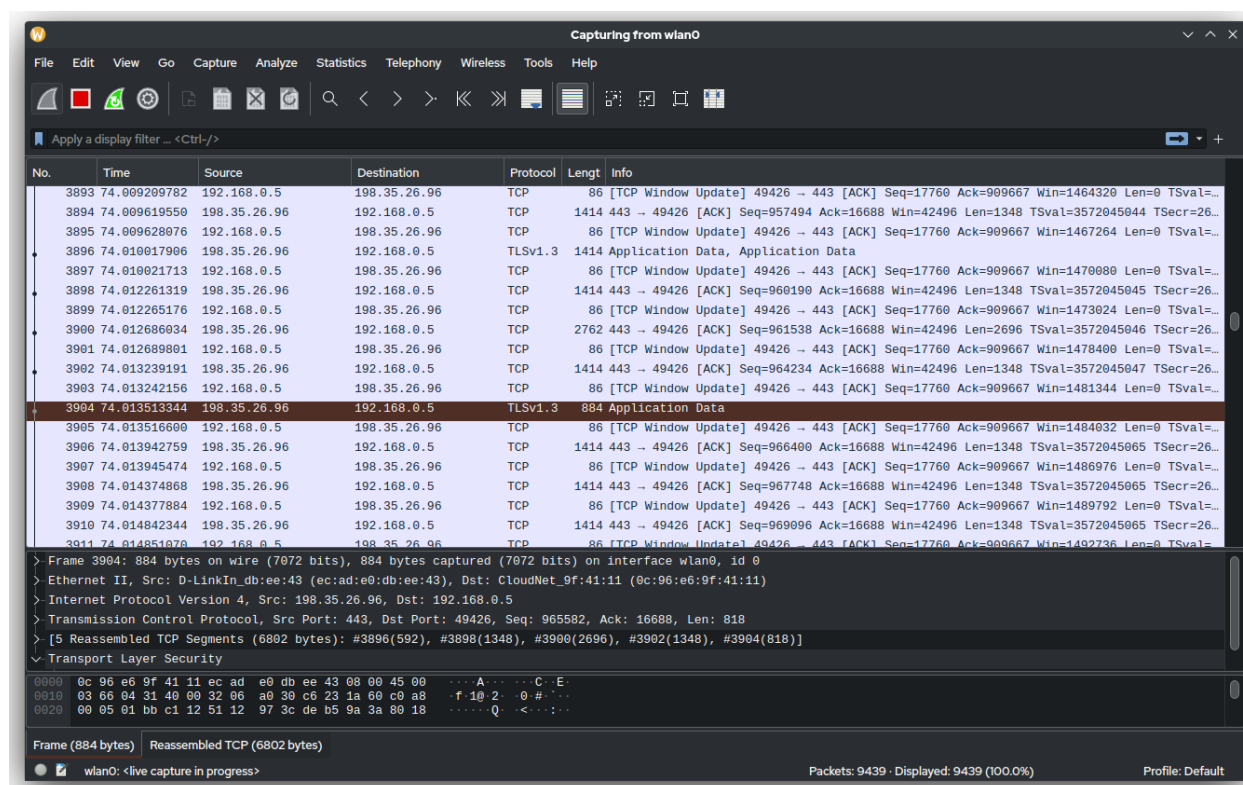 Capturing from wlan0
File Edit View Go Capture Analyze Statistics Telephony Wireless Tools Help
Apply a display filter … <Ctrl-/>
No. Time Source Destination Protocol Lengt Info
3893 74.009209782 192.168.0.5 198.35.26.96 TCP 86 [TCP Window Update] 49426 → 443 [ACK] Seq=17760 Ack=909667 Win=1464320 Len=0 TSval=…
3894 74.009619550 198.35.26.96 192.168.0.5 TCP 1414 443 → 49426 [ACK] Seq=957494 Ack=16688 Win=42496 Len=1348 TSval=3572045044 TSecr=26…
3895 74.009628076 192.168.0.5 198.35.26.96 TCP 86 [TCP Window Update] 49426 → 443 [ACK] Seq=17760 Ack=909667 Win=1467264 Len=0 TSval=…
3896 74.010017906 198.35.26.96 192.168.0.5 TLSv1.3 1414 Application Data, Application Data
3897 74.010021713 192.168.0.5 198.35.26.96 TCP 86 [TCP Window Update] 49426 → 443 [ACK] Seq=17760 Ack=909667 Win=1470080 Len=0 TSval=…
3898 74.012261319 198.35.26.96 192.168.0.5 TCP 1414 443 → 49426 [ACK] Seq=960190 Ack=16688 Win=42496 Len=1348 TSval=3572045045 TSecr=26…
3899 74.012265176 192.168.0.5 198.35.26.96 TCP 86 [TCP Window Update] 49426 → 443 [ACK] Seq=17760 Ack=909667 Win=1473024 Len=0 TSval=…
3900 74.012686034 198.35.26.96 192.168.0.5 TCP 2762 443 → 49426 [ACK] Seq=961538 Ack=16688 Win=42496 Len=2696 TSval=3572045046 TSecr=26…
3901 74.012689801 192.168.0.5 198.35.26.96 TCP 86 [TCP Window Update] 49426 → 443 [ACK] Seq=17760 Ack=909667 Win=1478400 Len=0 TSval=…
3902 74.013239191 198.35.26.96 192.168.0.5 TCP 1414 443 → 49426 [ACK] Seq=964234 Ack=16688 Win=42496 Len=1348 TSval=3572045047 TSecr=26…
3903 74.013242156 192.168.0.5 198.35.26.96 TCP 86 [TCP Window Update] 49426 → 443 [ACK] Seq=17760 Ack=909667 Win=1481344 Len=0 TSval=…
3904 74.013513344 198.35.26.96 192.168.0.5 TLSv1.3 884 Application Data
3905 74.013516600 192.168.0.5 198.35.26.96 TCP 86 [TCP Window Update] 49426 → 443 [ACK] Seq=17760 Ack=909667 Win=1484032 Len=0 TSval=…
3906 74.013942759 198.35.26.96 192.168.0.5 TCP 1414 443 → 49426 [ACK] Seq=966400 Ack=16688 Win=42496 Len=1348 TSval=3572045065 TSecr=26…
3907 74.013945474 192.168.0.5 198.35.26.96 TCP 86 [TCP Window Update] 49426 → 443 [ACK] Seq=17760 Ack=909667 Win=1486976 Len=0 TSval=…
3908 74.014374868 198.35.26.96 192.168.0.5 TCP 1414 443 → 49426 [ACK] Seq=967748 Ack=16688 Win=42496 Len=1348 TSval=3572045065 TSecr=26…
3909 74.014377884 192.168.0.5 198.35.26.96 TCP 86 [TCP Window Update] 49426 → 443 [ACK] Seq=17760 Ack=909667 Win=1489792 Len=0 TSval=…
3910 74.014842344 198.35.26.96 192.168.0.5 TCP 1414 443 → 49426 [ACK] Seq=969096 Ack=16688 Win=42496 Len=1348 TSval=3572045065 TSecr=26…
3911 74.014851070 192.168.0.5 198.35.26.96 TCP 86 [TCP Window Update] 49426 → 443 [ACK] Seq=17760 Ack=909667 Win=1492736 Len=0 TSval=…
Frame 3904: 884 bytes on wire (7072 bits), 884 bytes captured (7072 bits) on interface wlan0, id 0
Ethernet II, Src: D-LinkIn_db:ee:43 (ec:ad:e0:db:ee:43), Dst: CloudNet_9f:41:11 (0c:96:e6:9f:41:11)
Internet Protocol Version 4, Src: 198.35.26.96, Dst: 192.168.0.5
Transmission Control Protocol, Src Port: 443, Dst Port: 49426, Seq: 965582, Ack: 16688, Len: 818
[5 Reassembled TCP Segments (6802 bytes): #3896(592), #3898(1348), #3900(2696), #3902(1348), #3904(818)]
Transport Layer Security
0000 0c 96 e6 9f 41 11 ec ad e0 db ee 43 08 00 45 00 ····A··· ···C··E·
0010 03 66 04 31 40 00 32 06 a0 30 c6 23 1a 60 c0 a8 ·f·1@·2· ·0·#·`··
0020 00 05 01 bb c1 12 51 12 97 3c de b5 9a 3a 80 18 ······Q· ·<···:··
Frame (884 bytes) Reassembled TCP (6802 bytes)
wlan0: <live capture in progress> Packets: 9439 · Displayed: 9439 (100.0%) Profile: Default